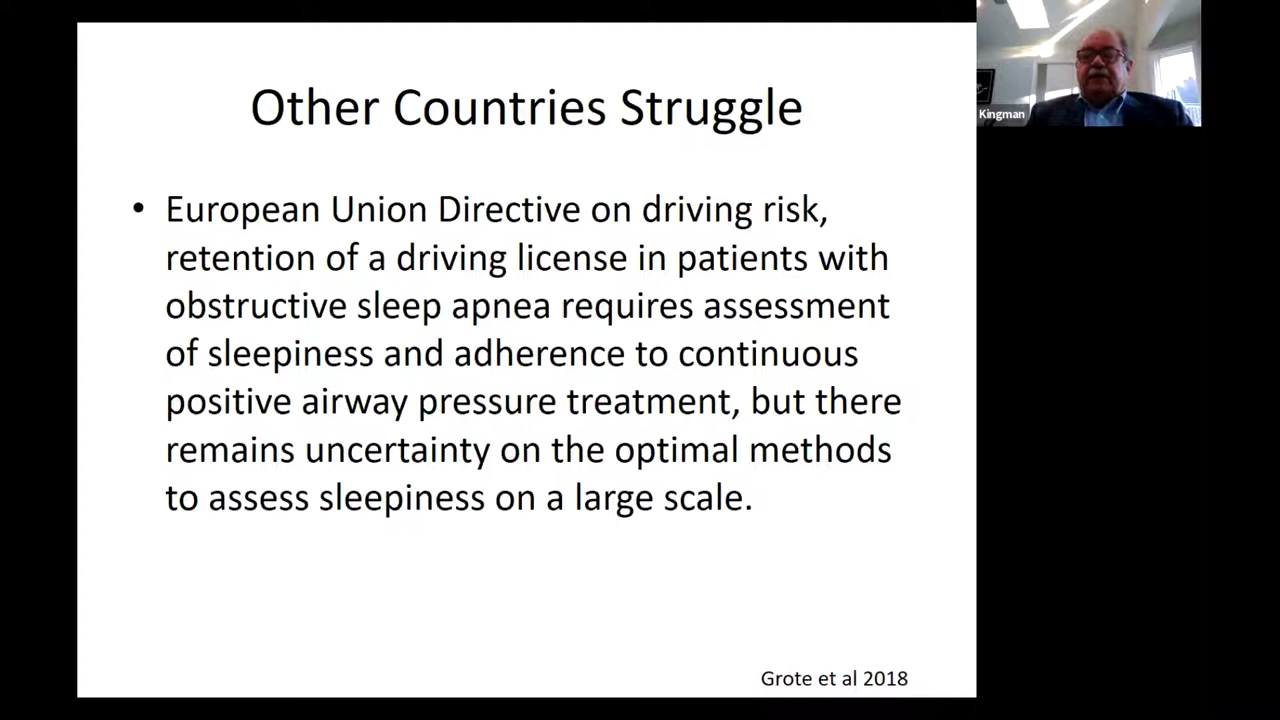 Other Countries Struggle
Kingman
• European Union Directive on driving risk,
retention of a driving license in patients with
obstructive sleep apnea requires assessment
of sleepiness and adherence to continuous
positive airway pressure treatment, but there
remains uncertainty on the optimal methods
to assess sleepiness on a large scale.
Grote et al 2018